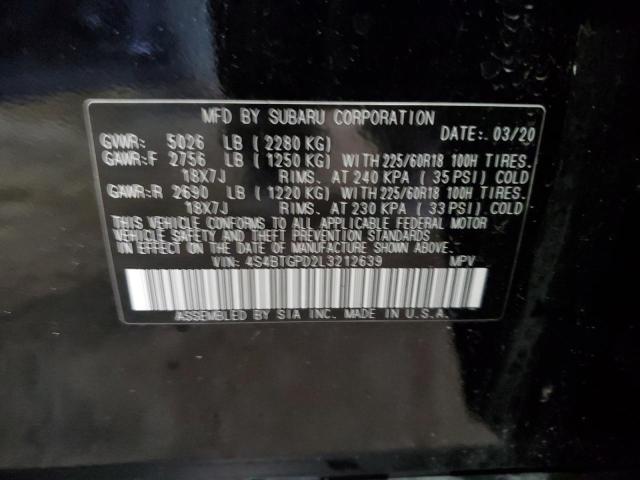 MFD BY SUBARU CORPORATION
DATE: 03/20
GVWR: 5026 LB ( 2280 KG)
GAWR:F 2756 LB ( 1250 KG) WITH 225/60R18 100H TIRES.
18X7J RIMS. AT 240 KPA ( 35 PSI) COLD
GAWR:R 2690 LB ( 1220 KG) WITH 225/60R18 100H TIRES.
18X7J RIMS. AT 230 KPA ( 33 PSI) COLD
THIS VEHICLE CONFORMS TO ALL APPLICABLE FEDERAL MOTOR
VEHICLE SAFETY, BUMPER, AND THEFT PREVENTION STANDARDS
IN EFFECT ON THE DATE OF MANUFACTURE SHOWN ABOVE.
VIN: 4S4BTGPD2L3212639 MPV
ASSEMBLED BY SIA INC. MADE IN U.S.A.